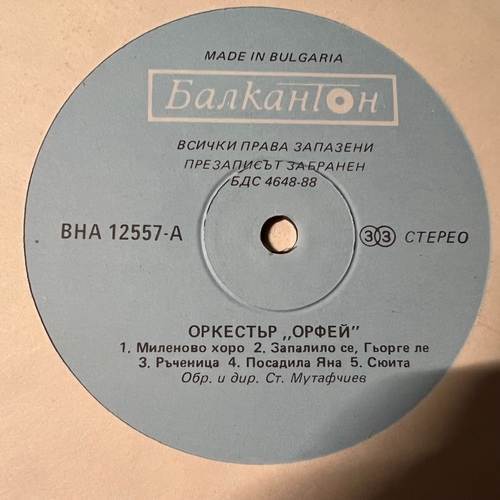 MADE IN BULGARIA
Балкантон
ВСИЧКИ ПРАВА ЗАПАЗЕНИ
ПРЕЗАПИСЪТ ЗАБРАНЕН
БДС 4648-88
ВНА 12557-А
33 СТЕРЕО
ОРКЕСТЪР „ОРФЕЙ"
1. Миленово хоро 2. Запалило се, Гьорге ле
3. Ръченица 4. Посадила Яна 5. Сюита
Обр. и дир. Ст. Мутафчиев